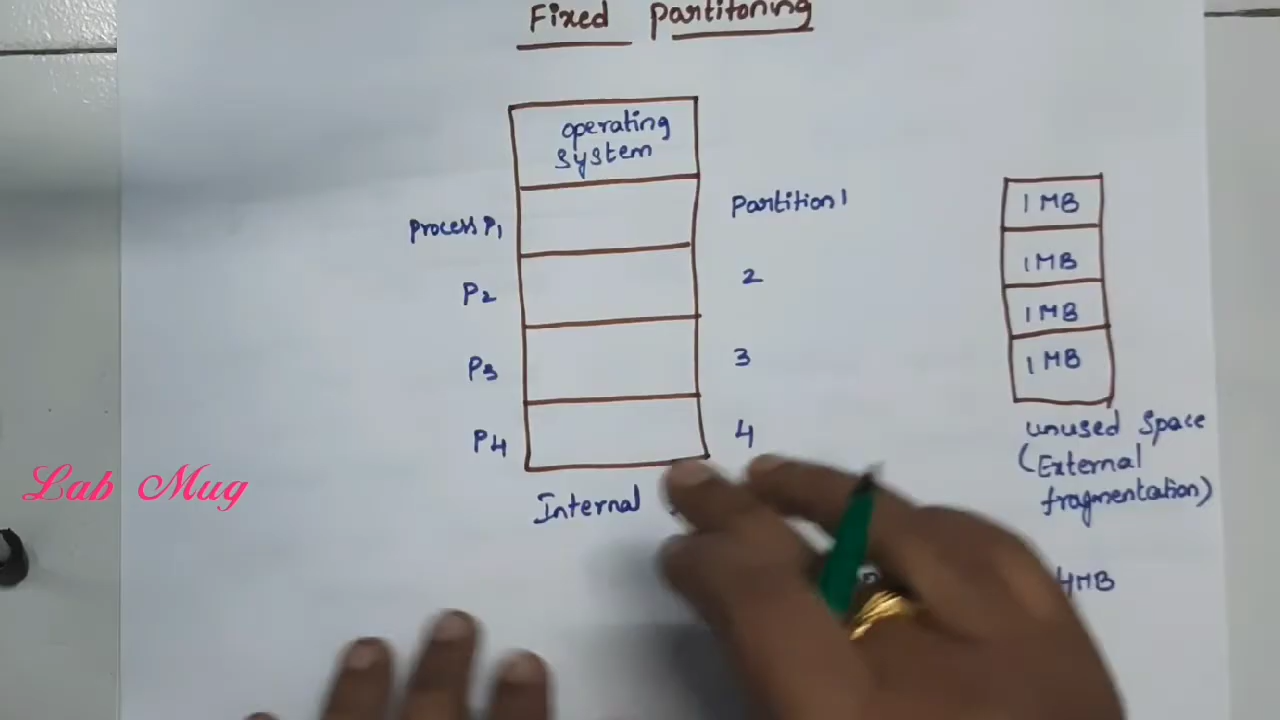 Fixed Partitoning
operating
system
Process P1
Partition 1
P2
2
P3
3
P4
4
Internal
1 MB
1 MB
1 MB
1 MB
unused space
(External
fragmentation)
4MB
Lab Mug